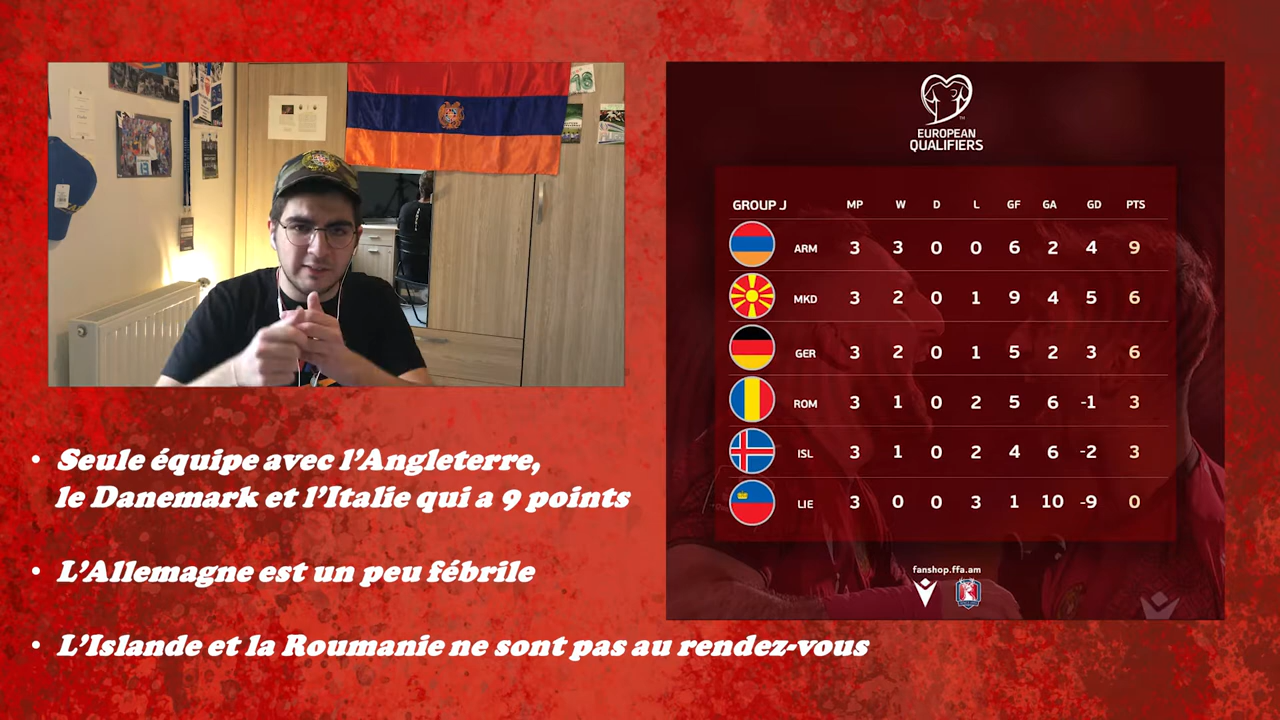 EUROPEAN
QUALIFIERS
GROUP J MP W D L GF GA GD PTS
ARM 3 3 0 0 6 2 4 9
MKD 3 2 0 1 9 4 5 6
GER 3 2 0 1 5 2 3 6
ROM 3 1 0 2 5 6 -1 3
ISL 3 1 0 2 4 6 -2 3
LIE 3 0 0 3 1 10 -9 0
fanshop.ffa.am
• Seule équipe avec l'Angleterre,
le Danemark et l'Italie qui a 9 points
• L'Allemagne est un peu fébrile
• L'Islande et la Roumanie ne sont pas au rendez-vous